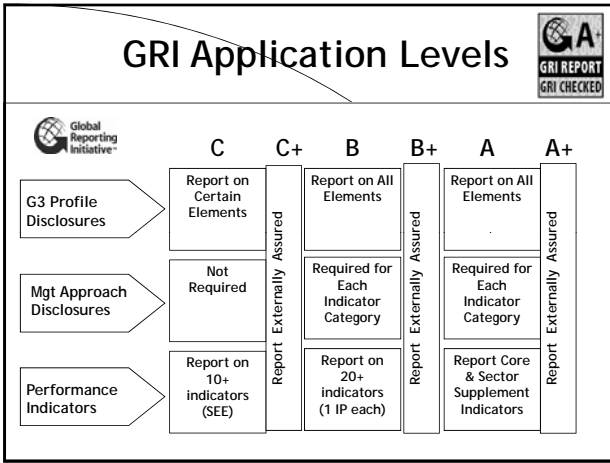 GRI Application Levels
GA+
GRI REPORT
GRI CHECKED
Global
Reporting
Initiative™
C C+ B B+ A A+
G3 Profile
Disclosures
Report on
Certain
Elements
Report on All
Elements
Report on All
Elements
Mgt Approach
Disclosures
Not
Required
Required for
Each
Indicator
Category
Required for
Each
Indicator
Category
Performance
Indicators
Report on
10+
indicators
(SEE)
Report on
20+
indicators
(1 IP each)
Report Core
& Sector
Supplement
Indicators
Report Externally Assured
Report Externally Assured
Report Externally Assured